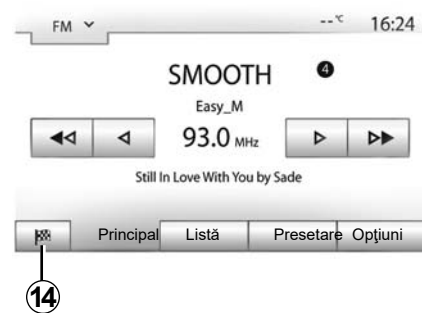 FM --°C 16:24
SMOOTH 4
Easy_M
93.0 MHz
Still In Love With You by Sade
Principal Listă Presetare Opţiuni
14